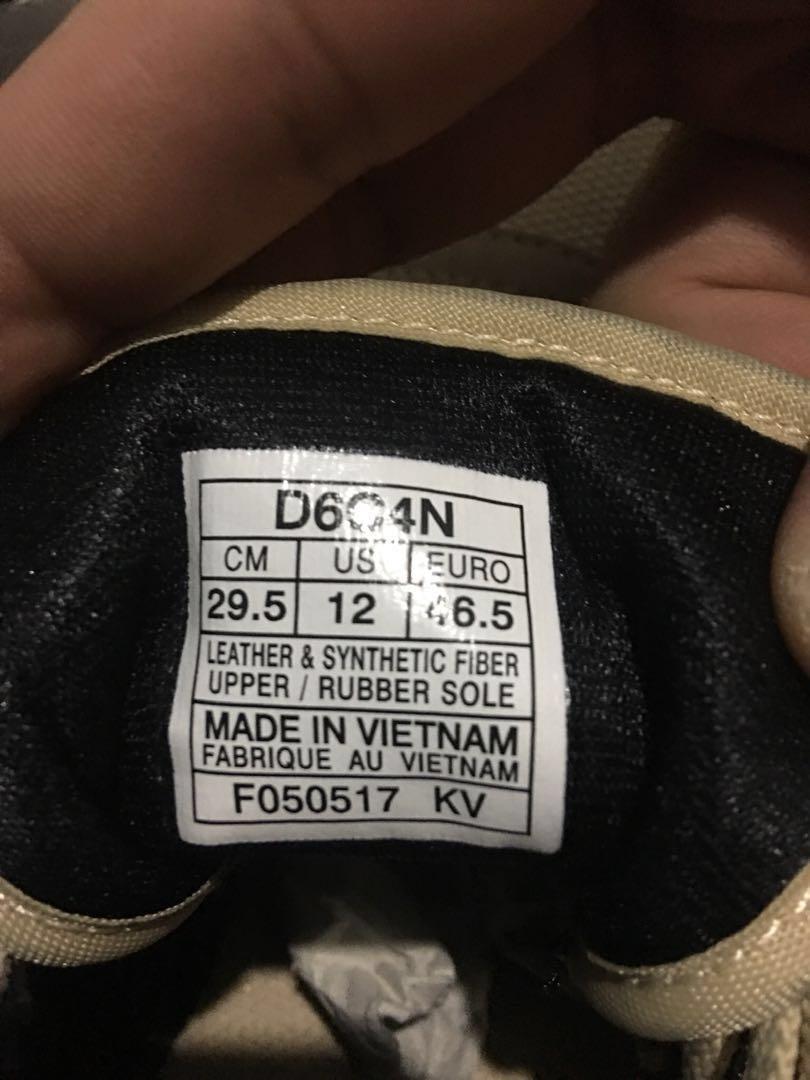 CM US EURO
29.5 12 46.5
LEATHER & SYNTHETIC FIBER
UPPER / RUBBER SOLE
MADE IN VIETNAM
FABRIQUE AU VIETNAM
F050517 KV